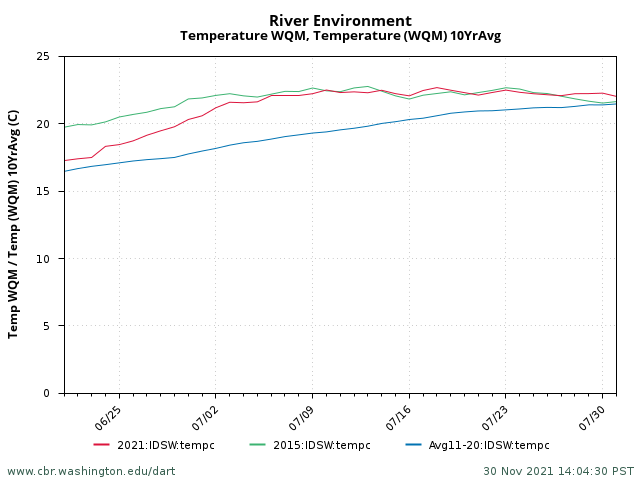 River Environment
Temperature WQM, Temperature (WQM) 10YrAvg
Temp WQM / Temp (WQM) 10YrAvg (C)
25
20
15
10
5
0
06/25
07/02
07/09
07/16
07/23
07/30
2021:IDSW:tempc
2015:IDSW:tempc
Avg11-20:IDSW:tempc
www.cbr.washington.edu/dart
30 Nov 2021 14:04:30 PST